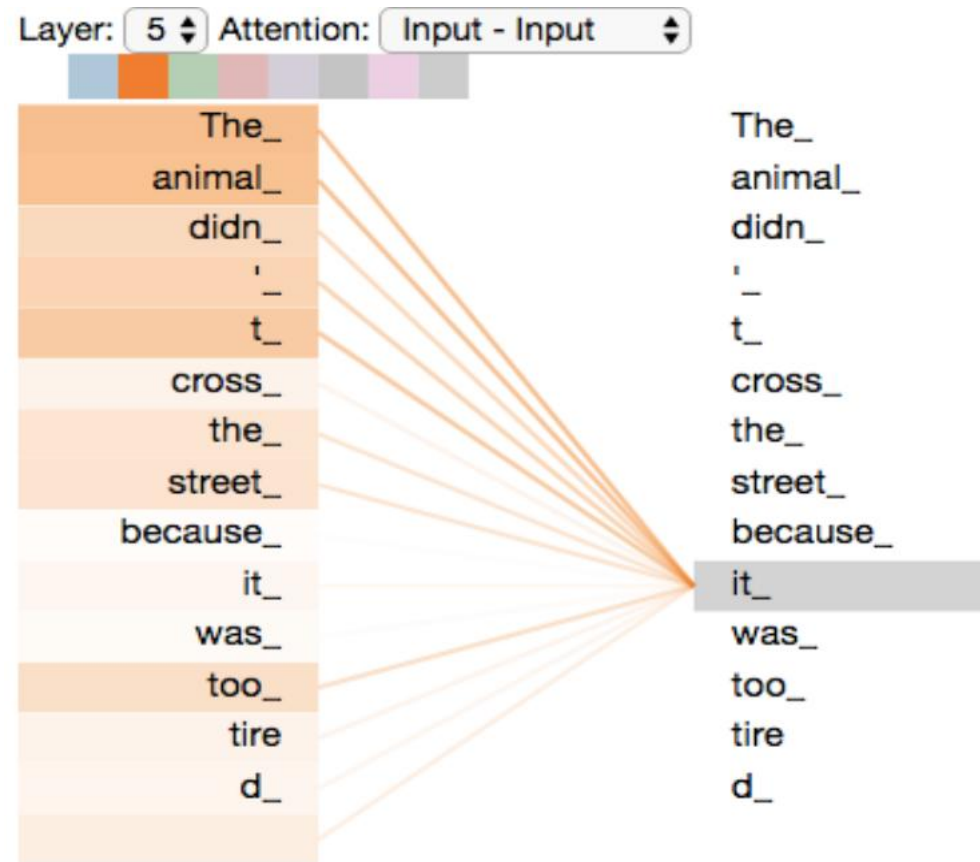 Layer: 5 Attention: Input - Input
The_ The_
animal_ animal_
didn_ didn_
'_ '_
t_ t_
cross_ cross_
the_ the_
street_ street_
because_ because_
it_ it_
was_ was_
too_ too_
tire tire
d_ d_